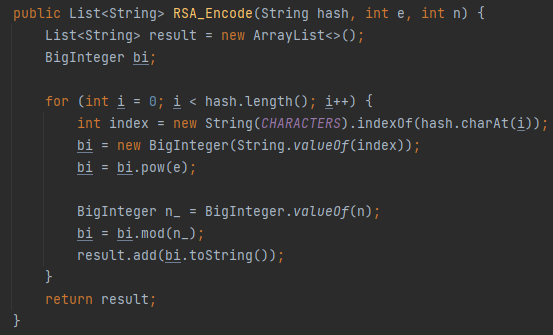 public List<String> RSA_Encode(String hash, int e, int n) {
    List<String> result = new ArrayList<>();
    BigInteger bi;

    for (int i = 0; i < hash.length(); i++) {
        int index = new String(CHARACTERS).indexOf(hash.charAt(i));
        bi = new BigInteger(String.valueOf(index));
        bi = bi.pow(e);

        BigInteger n_ = BigInteger.valueOf(n);
        bi = bi.mod(n_);
        result.add(bi.toString());
    }
    return result;
}